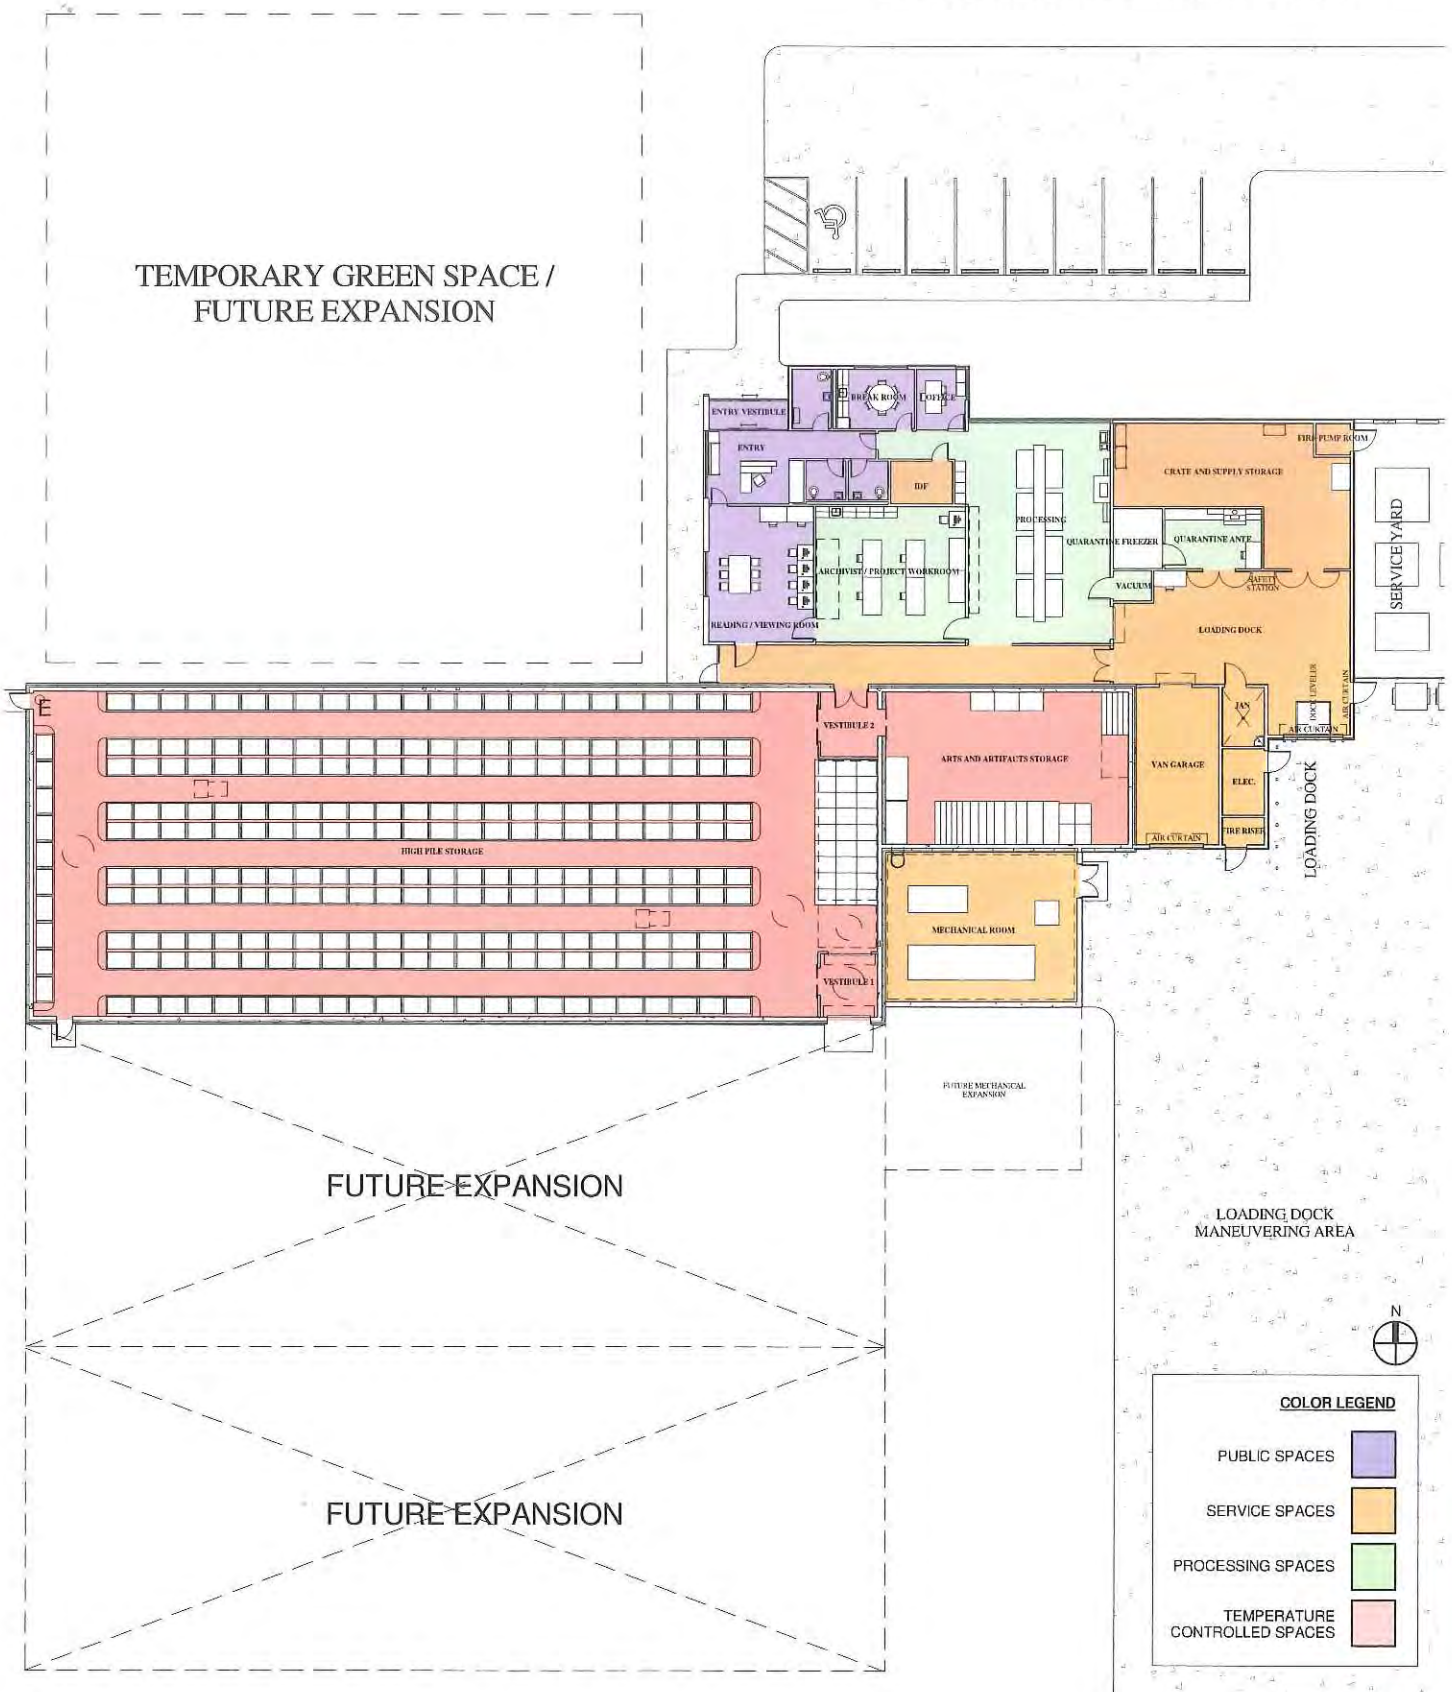 TEMPORARY GREEN SPACE /
FUTURE EXPANSION
BREAK ROOM
OFFICE
ENTRY VESTIBULE
ENTRY
IDF
FIRE PUMP ROOM
CRATE AND SUPPLY STORAGE
PROCESSING
QUARANTINE FREEZER
QUARANTINE ANTE
SERVICE YARD
ARCHIVIST / PROJECT WORKROOM
VACUUM
SAFETY
STATION
READING / VIEWING ROOM
LOADING DOCK
DOCK LEVELER
AIR CURTAIN
AIR CURTAIN
JAN
E
VESTIBULE 2
ARTS AND ARTIFACTS STORAGE
VAN GARAGE
ELEC.
LOADING DOCK
FIRE RISER
AIR CURTAIN
HIGH PILE STORAGE
MECHANICAL ROOM
VESTIBULE 1
FUTURE MECHANICAL
EXPANSION
FUTURE EXPANSION
LOADING DOCK
MANEUVERING AREA
N
FUTURE EXPANSION
COLOR LEGEND
PUBLIC SPACES
SERVICE SPACES
PROCESSING SPACES
TEMPERATURE
CONTROLLED SPACES